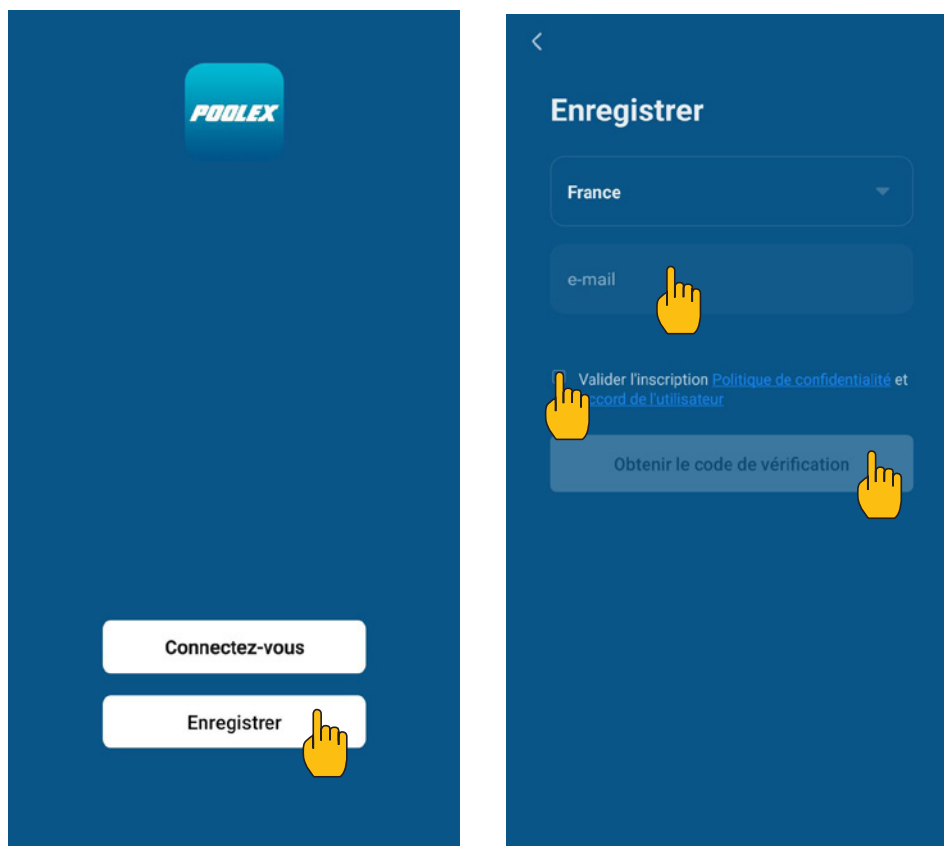 POOLEX
Connectez-vous
Enregistrer
Enregistrer
France
e-mail
Valider l'inscription Politique de confidentialité et
ccord de l'utilisateur
Obtenir le code de vérification